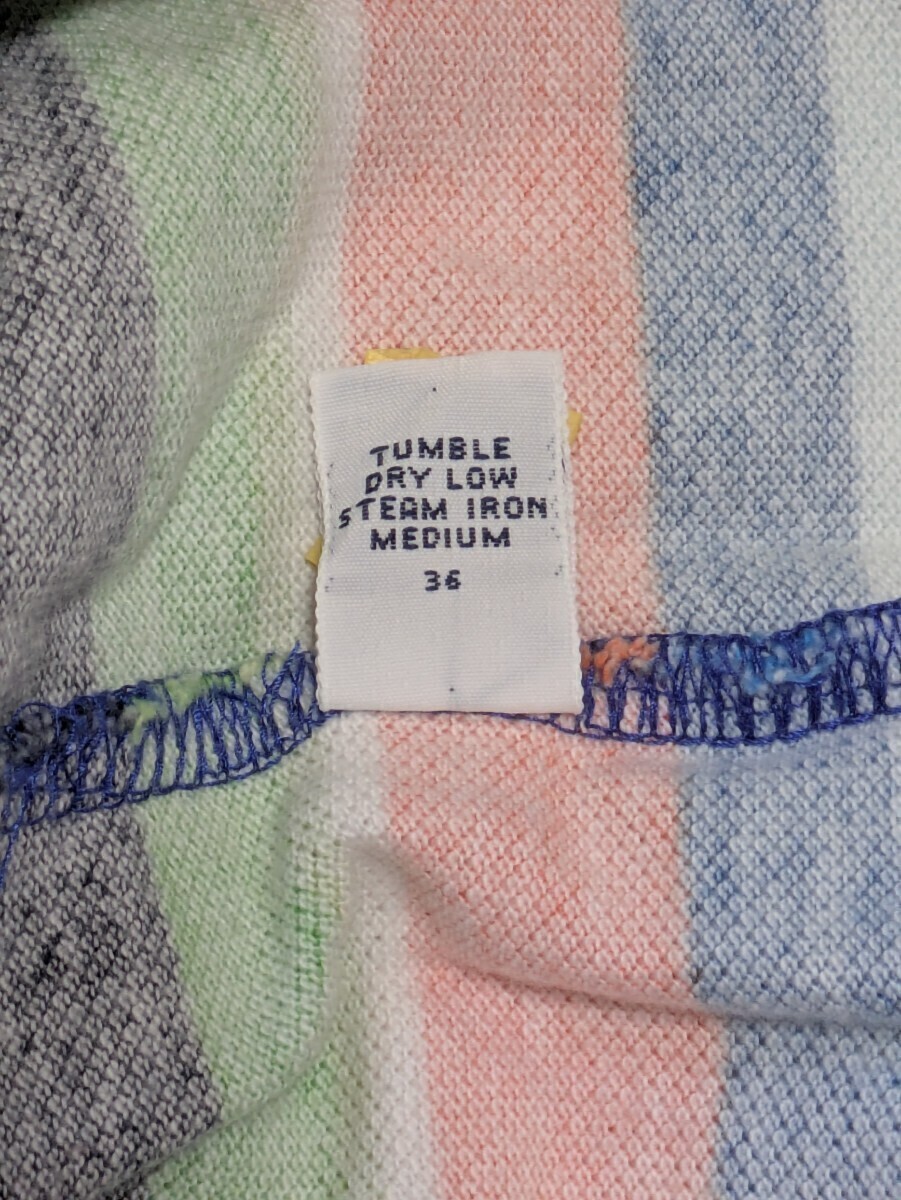 TUMBLE
DRY LOW
STEAM IRON
MEDIUM
36